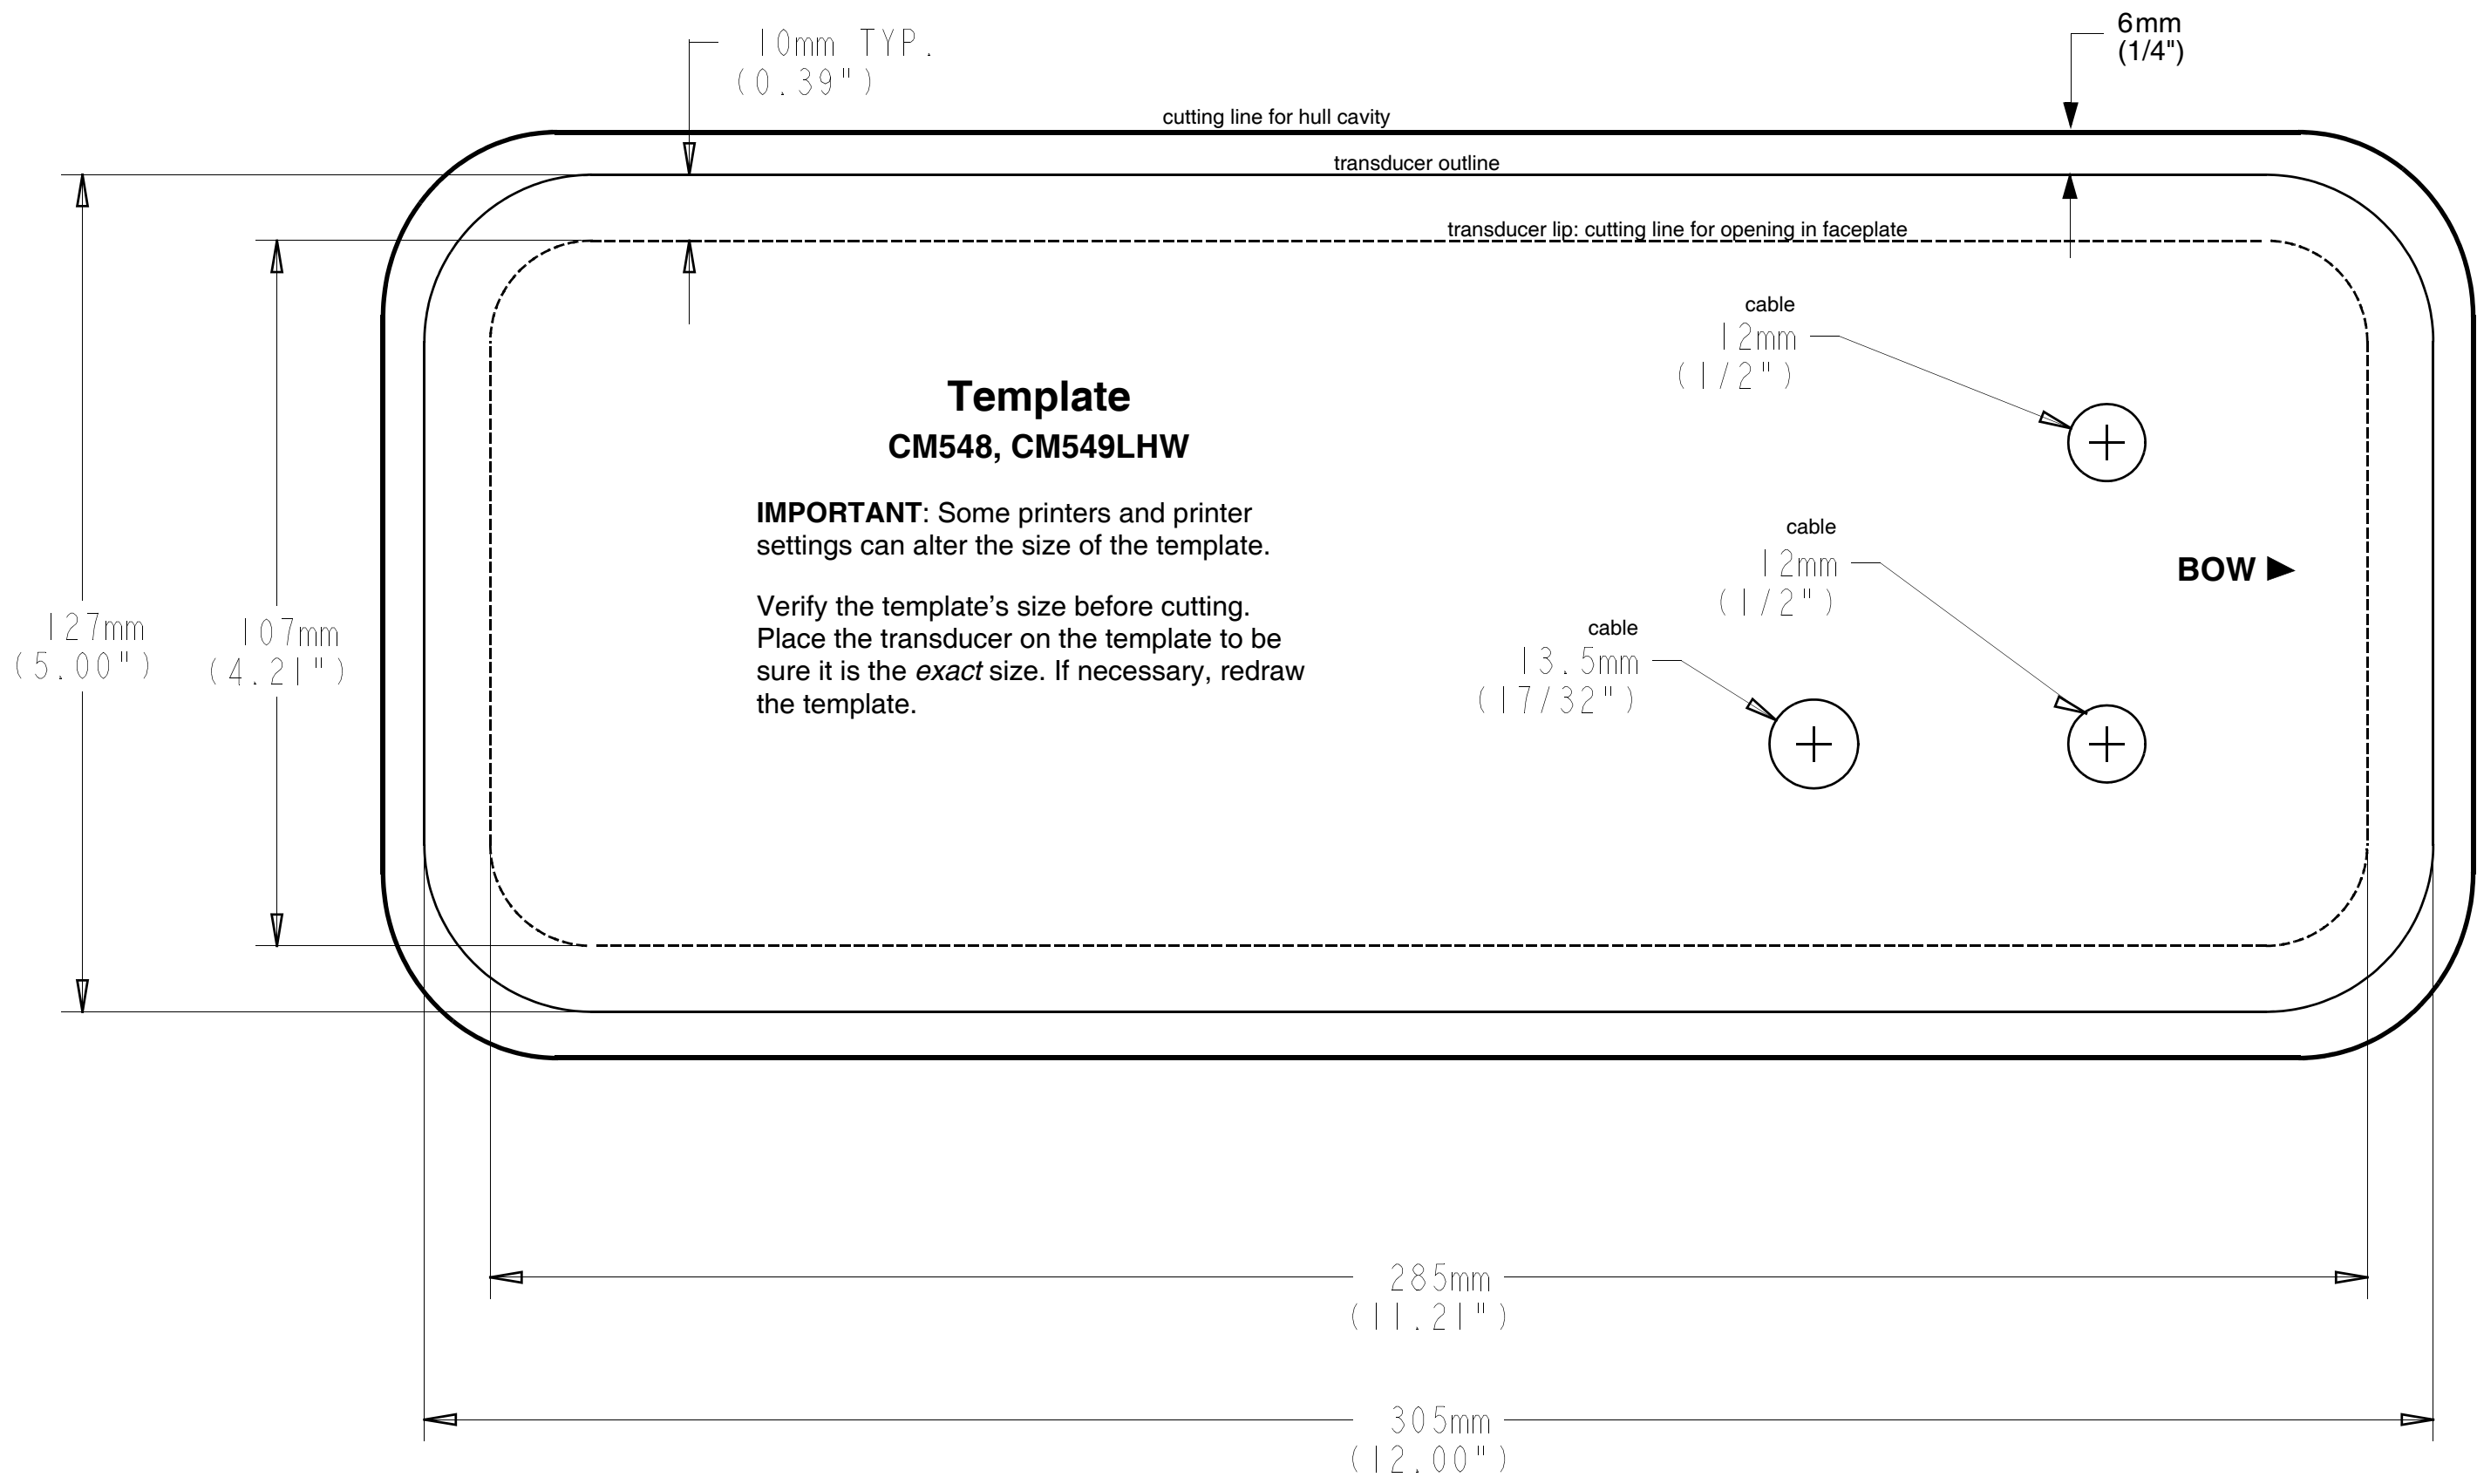 10mm TYP.
(0.39")
6mm
(1/4")
cutting line for hull cavity
transducer outline
transducer lip: cutting line for opening in faceplate
cable
12mm
(1/2")
Template
CM548, CM549LHW
IMPORTANT: Some printers and printer
settings can alter the size of the template.
Verify the template’s size before cutting.
Place the transducer on the template to be
sure it is the exact size. If necessary, redraw
the template.
cable
12mm
(1/2")
BOW
cable
13.5mm
(17/32")
127mm
(5.00")
107mm
(4.21")
285mm
(11.21")
305mm
(12.00")